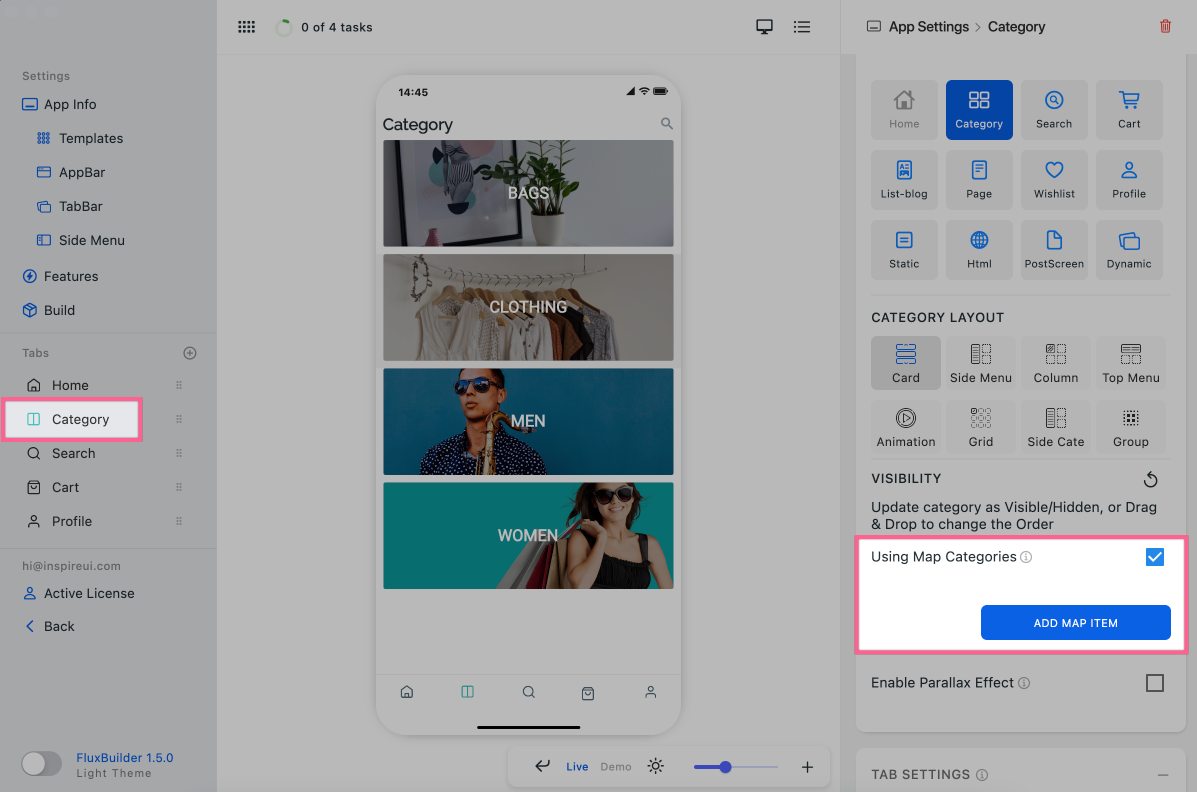 0 of 4 tasks
App Settings > Category
Settings
App Info
Templates
AppBar
TabBar
Side Menu
Features
Build
Tabs
Home
Category
Search
Cart
Profile
hi@inspireui.com
Active License
Back
FluxBuilder 1.5.0
Light Theme
14:45
Category
BAGS
CLOTHING
MEN
WOMEN
Live Demo
Home Category Search Cart
List-blog Page Wishlist Profile
Static Html PostScreen Dynamic
CATEGORY LAYOUT
Card Side Menu Column Top Menu
Animation Grid Side Cate Group
VISIBILITY
Update category as Visible/Hidden, or Drag
& Drop to change the Order
Using Map Categories
ADD MAP ITEM
Enable Parallax Effect
TAB SETTINGS